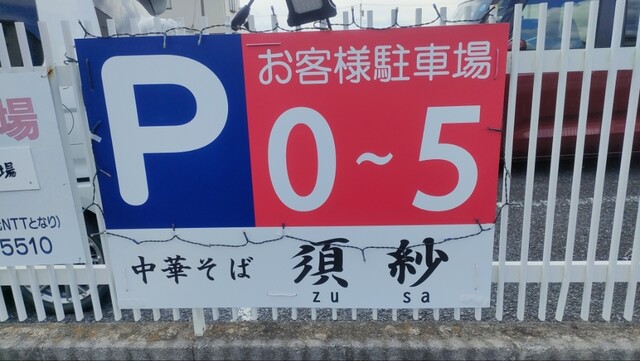 P
お客様駐車場
0~5
中華そば 須紗
zu sa
場
場
NTTとなり)
5510